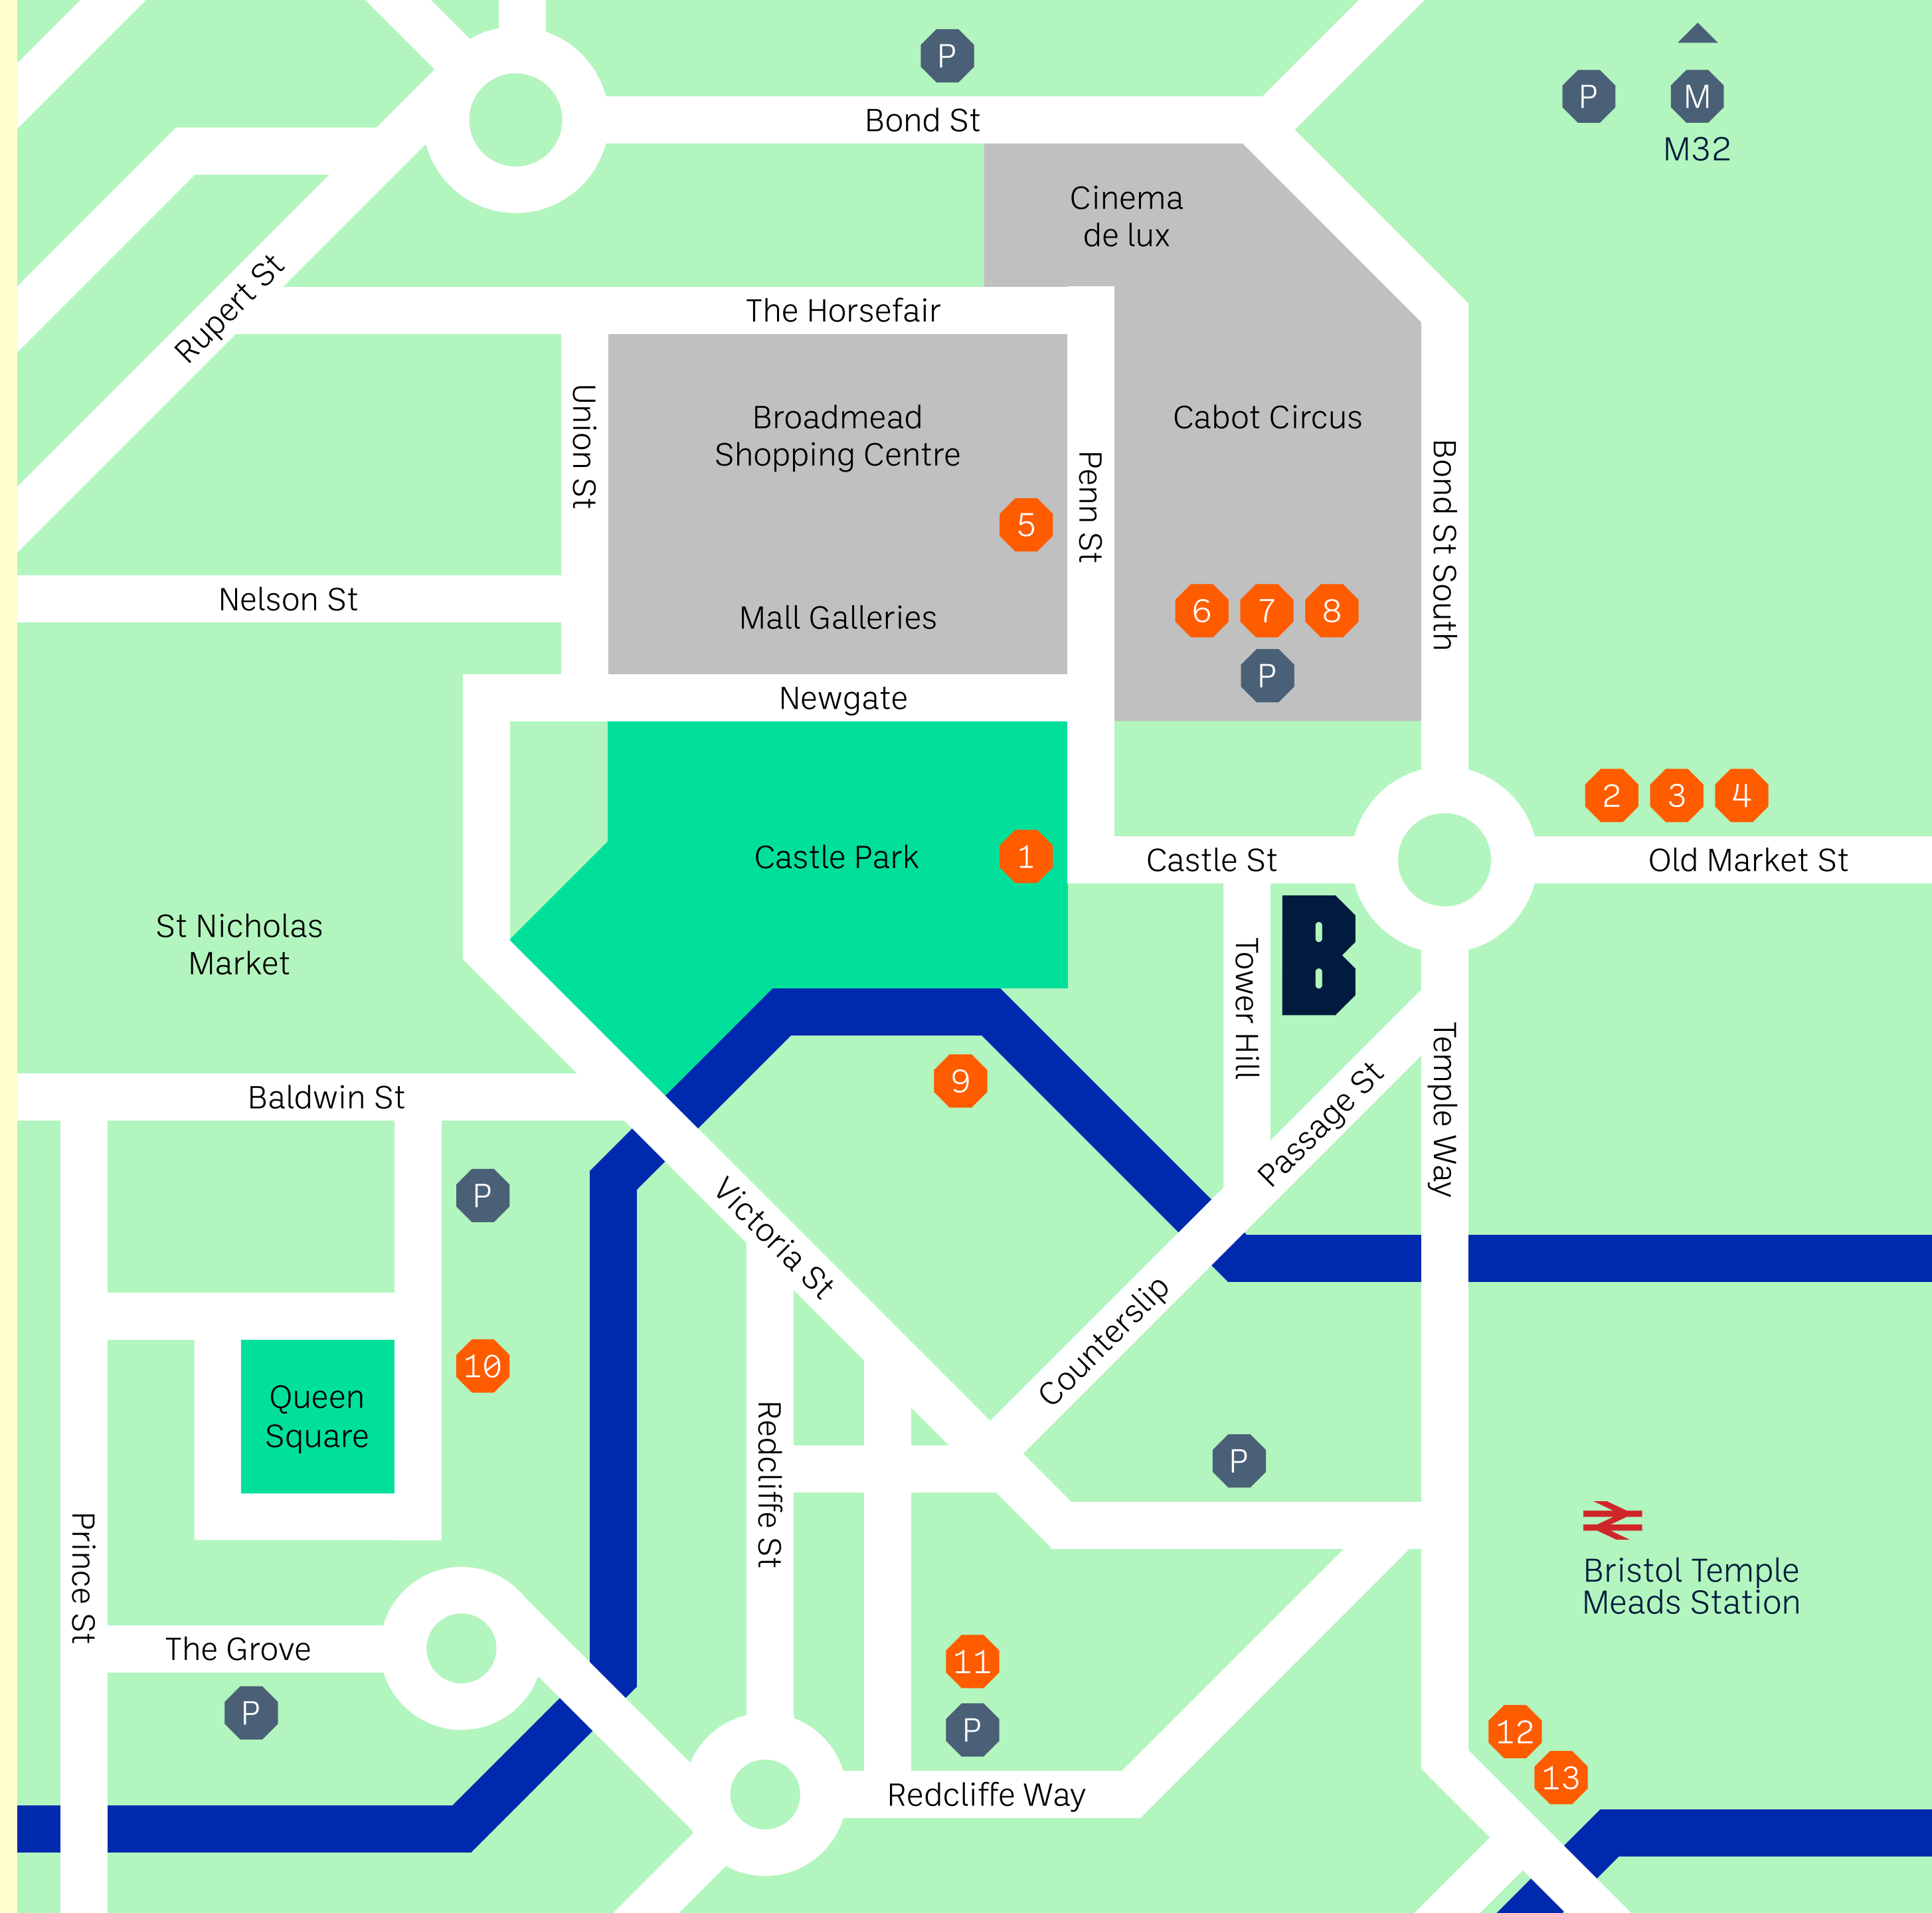 P
Bond St
P
M
M32
Cinema
de lux
Rupert St
The Horsefair
Union St
Broadmead
Shopping Centre
Cabot Circus
Penn St
Bond St South
5
Nelson St
Mall Galleries
6
7
8
P
Newgate
2
3
4
Castle Park
1
Castle St
Old Market St
St Nicholas
Market
B
Tower Hill
Baldwin St
9
Passage St
Temple Way
P
Victoria St
Counterslip
10
Queen
Square
Redcliffe St
P
Prince St
Bristol Temple
Meads Station
The Grove
11
P
P
12
13
Redcliffe Way